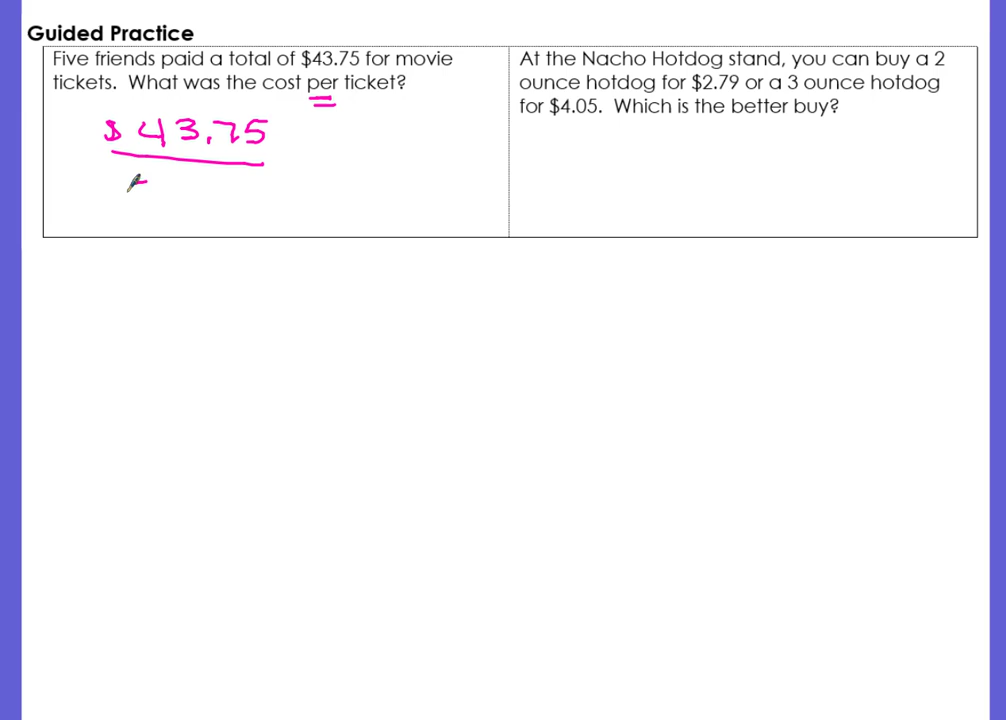 Guided Practice
Five friends paid a total of $43.75 for movie
tickets. What was the cost per ticket?
$43.75
At the Nacho Hotdog stand, you can buy a 2
ounce hotdog for $2.79 or a 3 ounce hotdog
for $4.05. Which is the better buy?